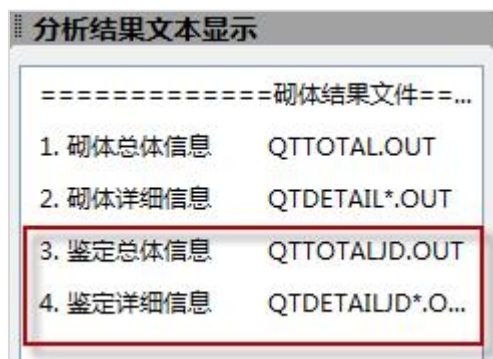 分析结果文本显示
=============砌体结果文件==...
1. 砌体总体信息 QTTOTAL.OUT
2. 砌体详细信息 QTDETAIL*.OUT
3. 鉴定总体信息 QTTOTALJD.OUT
4. 鉴定详细信息 QTDETAILJD*.O...